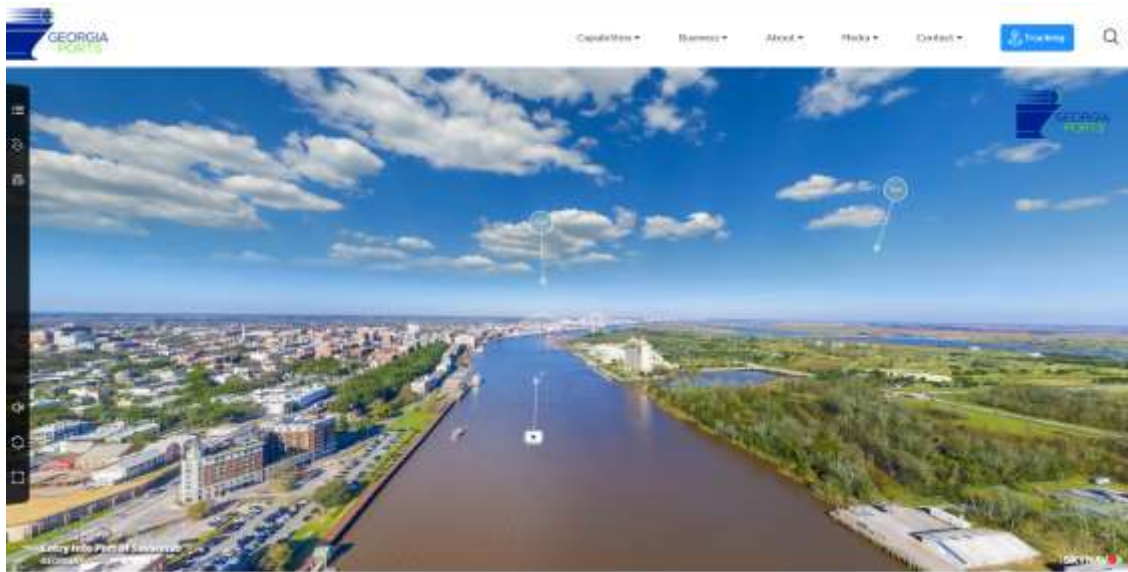 GEORGIA
PORTS
Capabilities
Business
About
Media
Contact
Tracking
GEORGIA
PORTS
Entry Into Port of Savannah